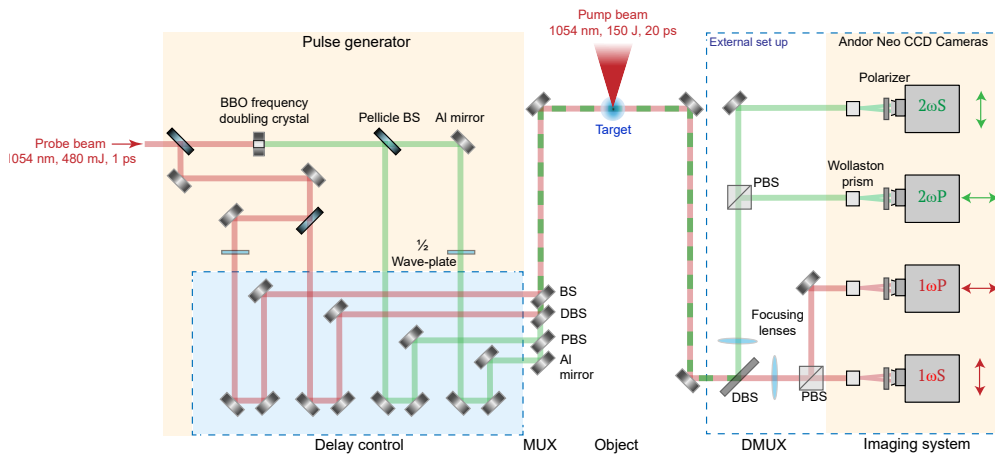 Pump beam
1054 nm, 150 J, 20 ps
Pulse generator
External set up
Andor Neo CCD Cameras
BBO frequency
doubling crystal
Pellicle BS
Al mirror
Polarizer
2ωS
Target
Probe beam
1054 nm, 480 mJ, 1 ps
Wollaston
prism
PBS
2ωP
½
Wave-plate
BS
DBS
PBS
Al
mirror
1ωP
Focusing
lenses
1ωS
DBS
PBS
Delay control
MUX
Object
DMUX
Imaging system